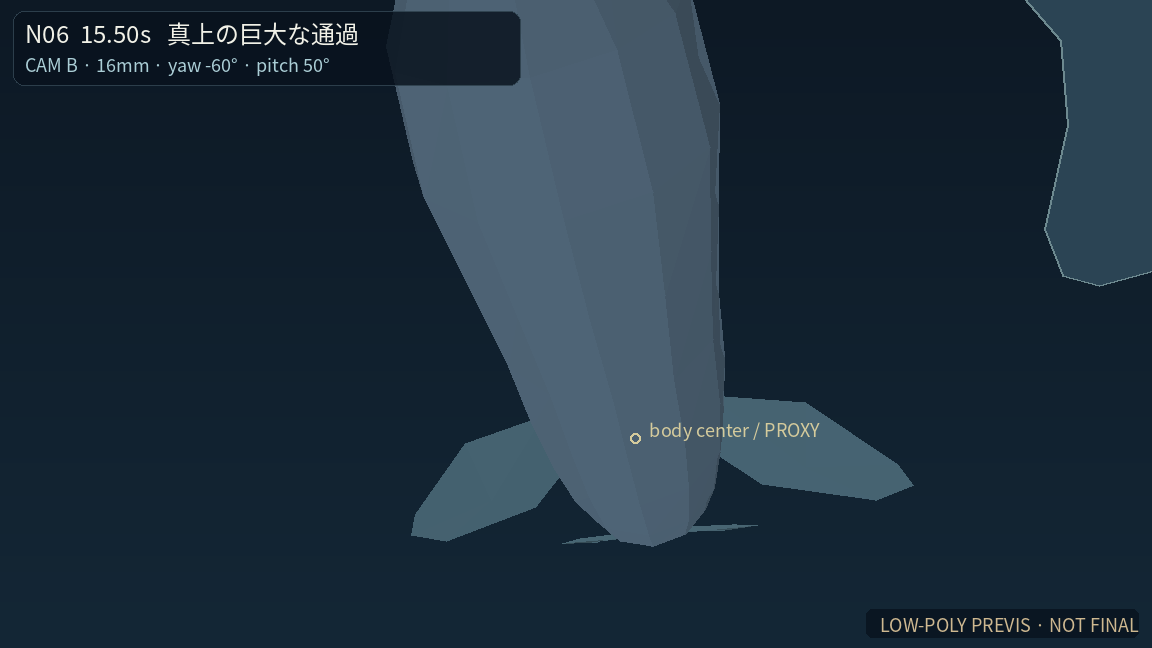 N06 15.50s 真上の巨大な通過
CAM B · 16mm · yaw -60° · pitch 50°
body center / PROXY
LOW-POLY PREVIS · NOT FINAL